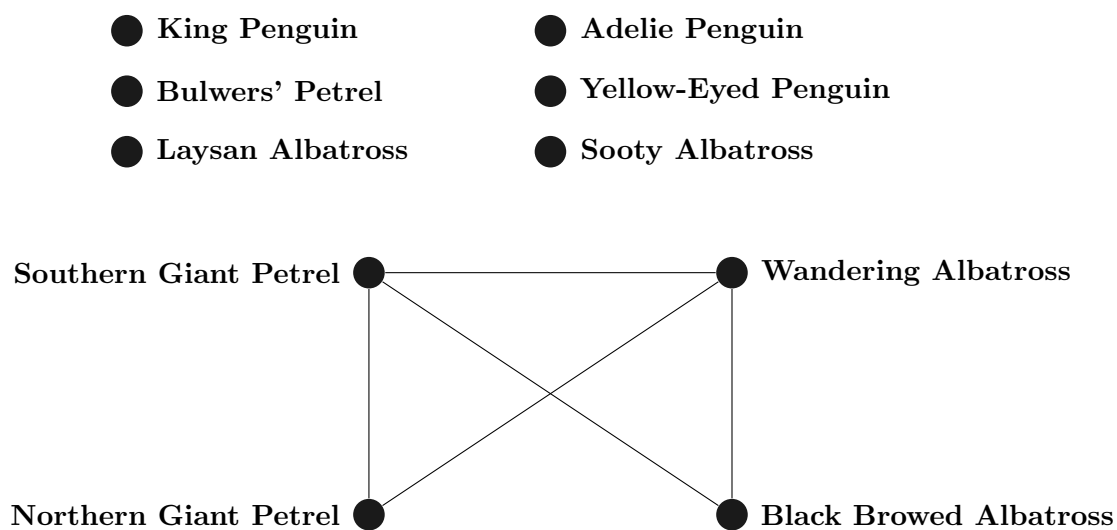 King Penguin
Adelie Penguin
Bulwers' Petrel
Yellow-Eyed Penguin
Laysan Albatross
Sooty Albatross
Southern Giant Petrel
Wandering Albatross
Northern Giant Petrel
Black Browed Albatross